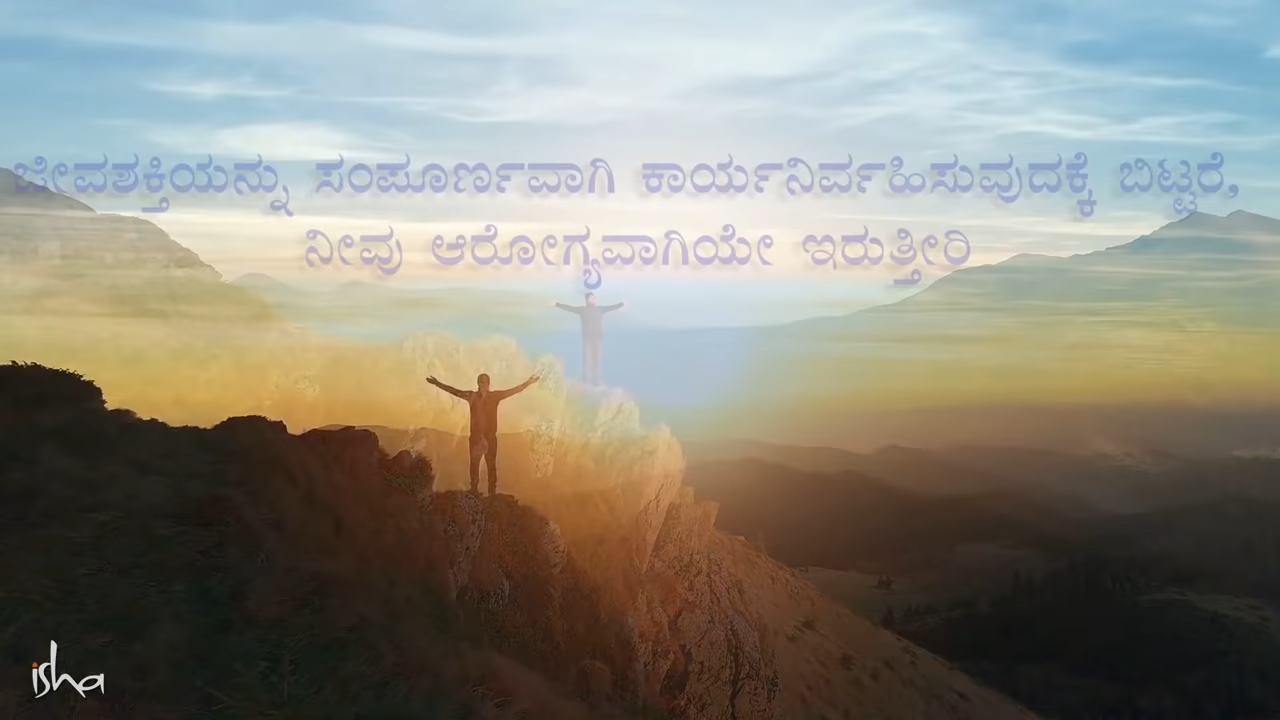 ಜೀವಶಕ್ತಿಯನ್ನು ಸಂಪೂರ್ಣವಾಗಿ ಕಾರ್ಯನಿರ್ವಹಿಸುವುದಕ್ಕೆ ಬಿಟ್ಟರೆ,
ನೀವು ಆರೋಗ್ಯವಾಗಿಯೇ ಇರುತ್ತೀರಿ
isha